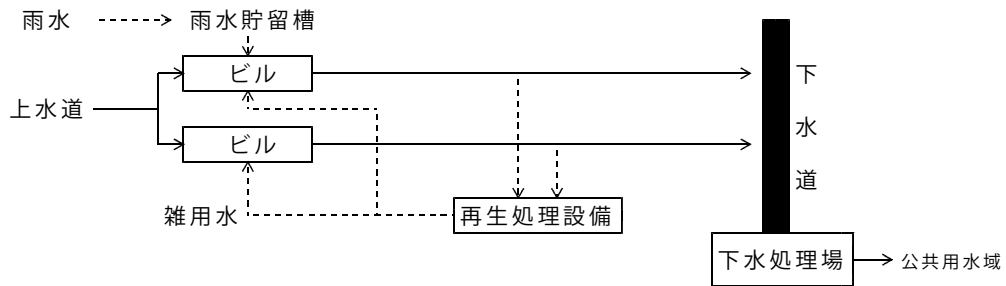 雨水
雨水貯留槽
ビル
上水道
ビル
下水道
雑用水
再生処理設備
下水処理場
公共用水域